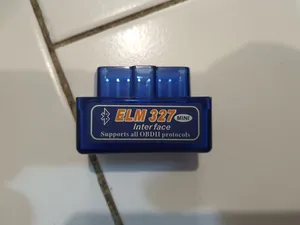 ELM 327 MINI
Interface
Supports all OBDII protocols